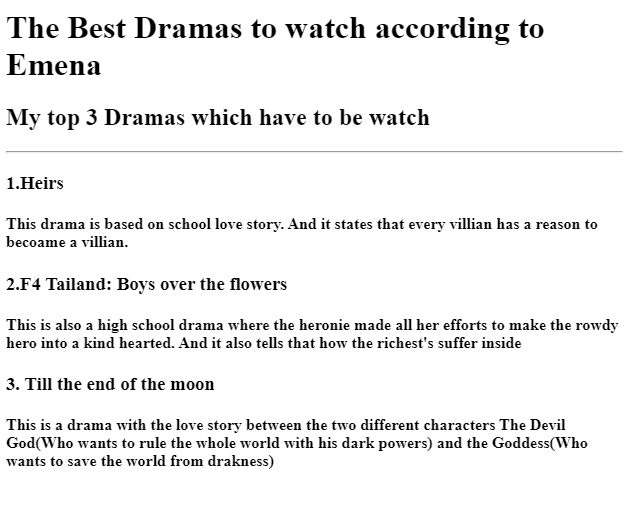 The Best Dramas to watch according to
Emena
My top 3 Dramas which have to be watch
1.Heirs
This drama is based on school love story. And it states that every villian has a reason to
becoame a villian.
2.F4 Tailand: Boys over the flowers
This is also a high school drama where the heronie made all her efforts to make the rowdy
hero into a kind hearted. And it also tells that how the richest's suffer inside
3. Till the end of the moon
This is a drama with the love story between the two different characters The Devil
God(Who wants to rule the whole world with his dark powers) and the Goddess(Who
wants to save the world from drakness)